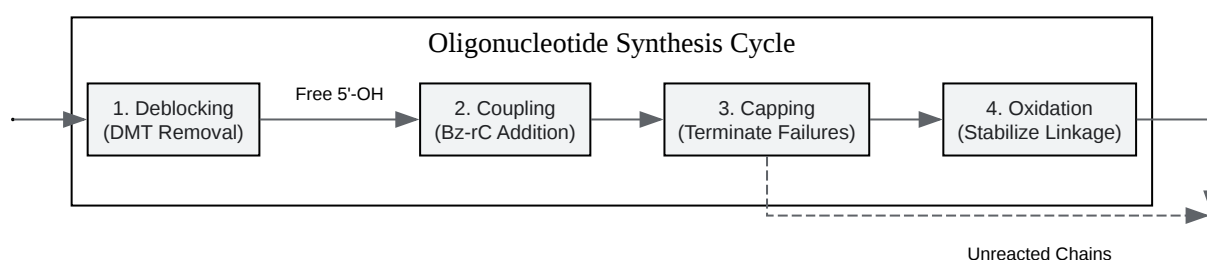 Oligonucleotide Synthesis Cycle
1. Deblocking
(DMT Removal)
Free 5'-OH
2. Coupling
(Bz-rC Addition)
3. Capping
(Terminate Failures)
4. Oxidation
(Stabilize Linkage)
Unreacted Chains